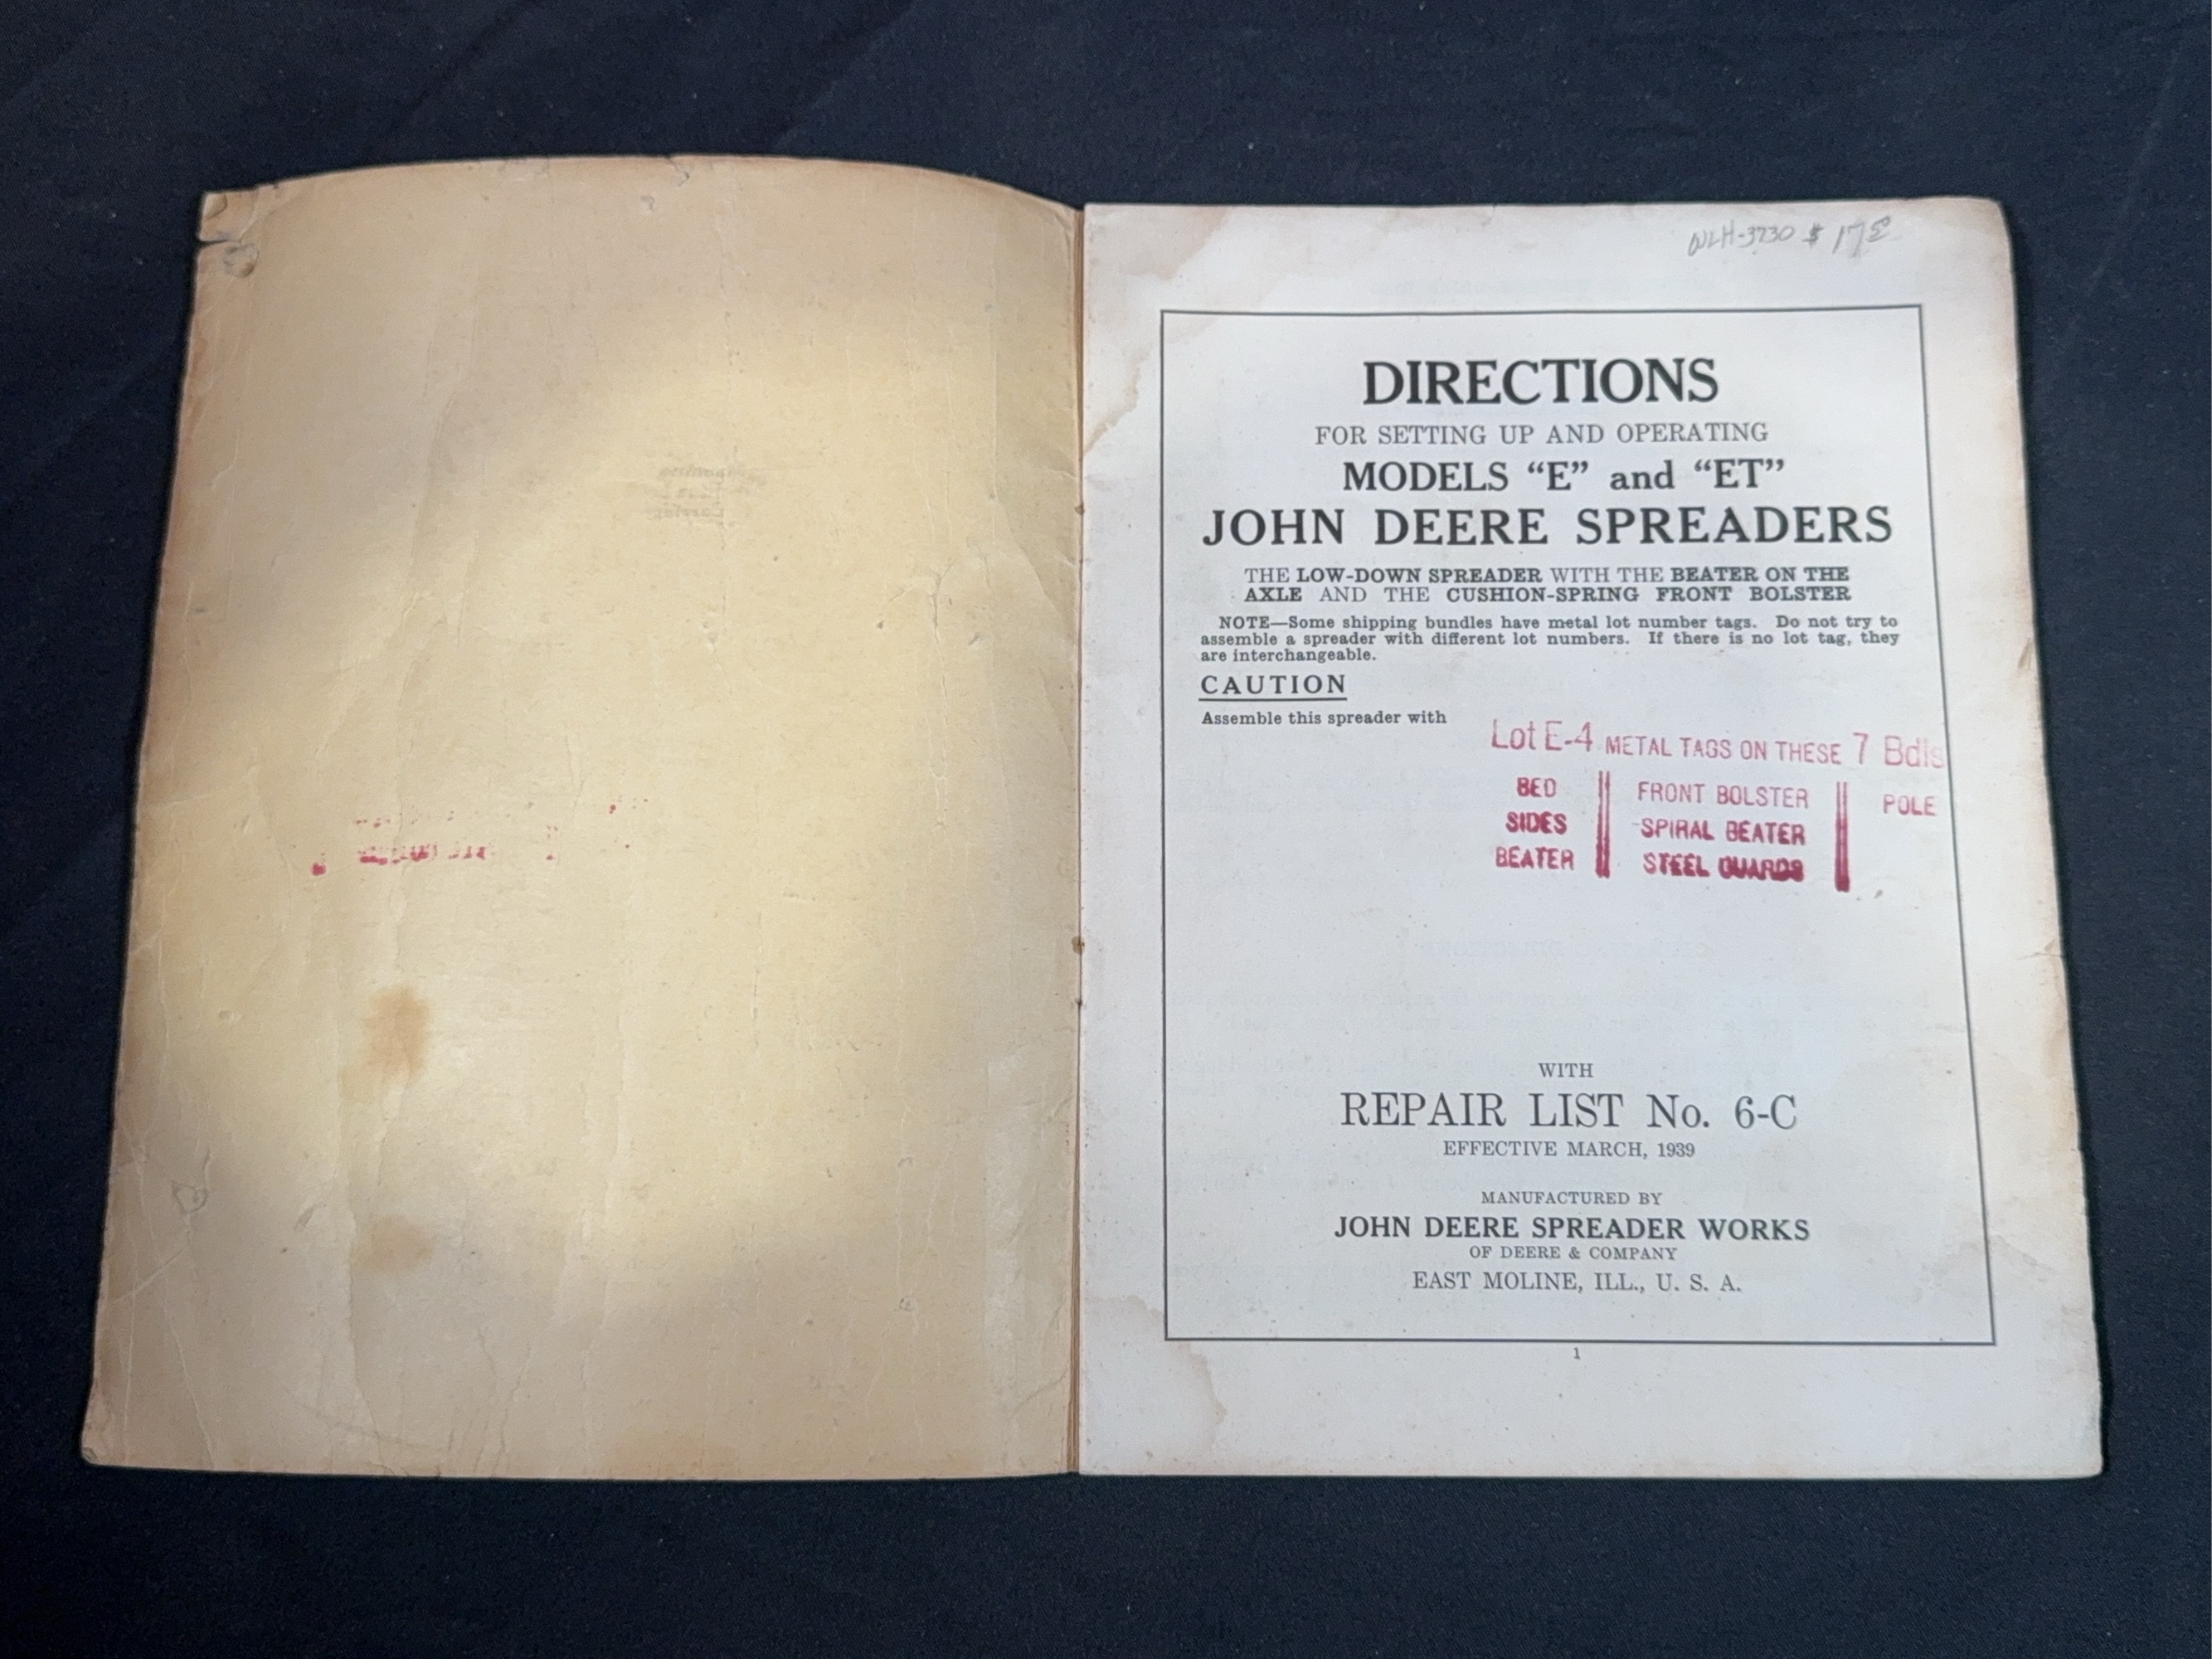 DIRECTIONS
FOR SETTING UP AND OPERATING
MODELS “E” and “ET”
JOHN DEERE SPREADERS
THE LOW-DOWN SPREADER WITH THE BEATER ON THE
AXLE AND THE CUSHION-SPRING FRONT BOLSTER
NOTE—Some shipping bundles have metal lot number tags. Do not try to
assemble a spreader with different lot numbers. If there is no lot tag, they
are interchangeable.
CAUTION
Assemble this spreader with
Lot E-4 METAL TAGS ON THESE 7 Bdls
BED FRONT BOLSTER POLE
SIDES SPIRAL BEATER
BEATER STEEL GUARDS
WITH
REPAIR LIST No. 6-C
EFFECTIVE MARCH, 1939
MANUFACTURED BY
JOHN DEERE SPREADER WORKS
OF DEERE & COMPANY
EAST MOLINE, ILL., U. S. A.
1